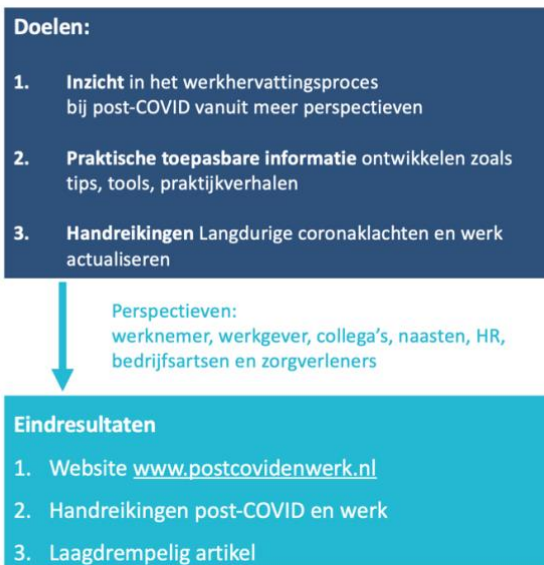 Doelen:
1. Inzicht in het werkhervattingsproces
bij post-COVID vanuit meer perspectieven
2. Praktische toepasbare informatie ontwikkelen zoals
tips, tools, praktijkverhalen
3. Handreikingen Langdurige coronaklachten en werk
actualiseren
Perspectieven:
werknemer, werkgever, collega's, naasten, HR,
bedrijfsartsen en zorgverleners
Eindresultaten
1. Website www.postcovidenwerk.nl
2. Handreikingen post-COVID en werk
3. Laagdrempelig artikel